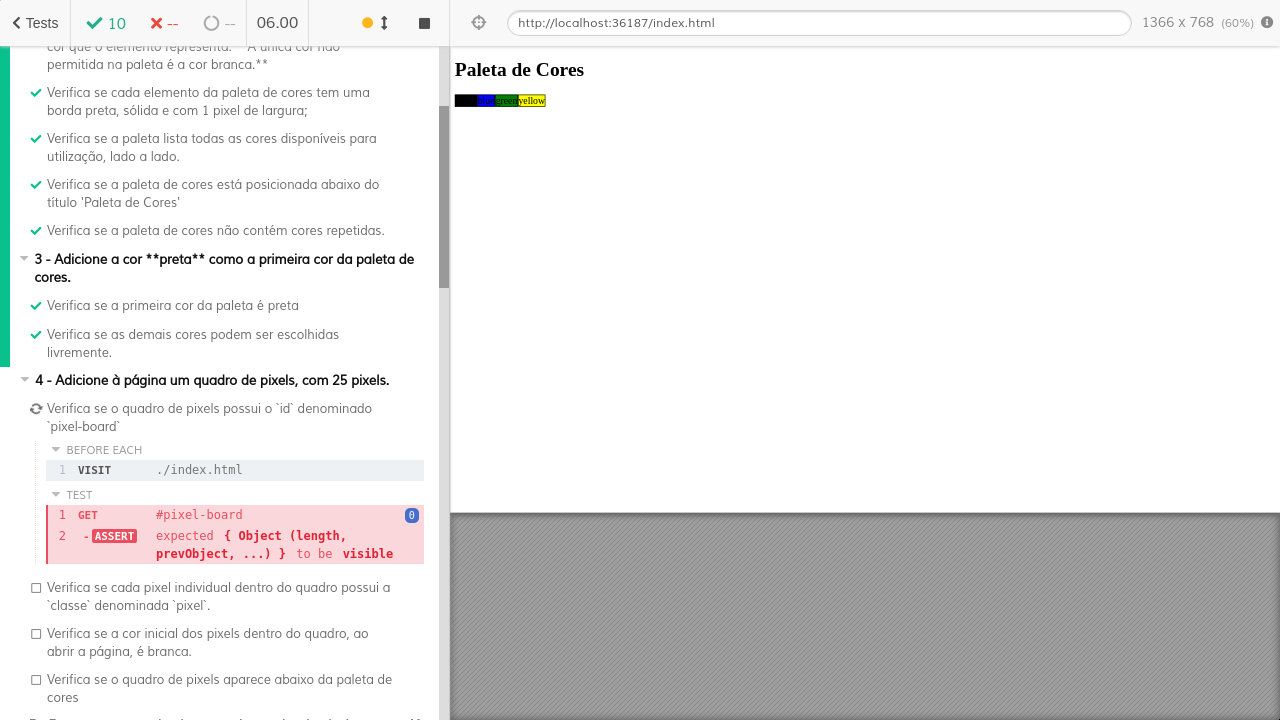 Tests
10
--
--
06.00
http://localhost:36187/index.html
1366 x 768 (60%)
cor que o elemento representa. **A única cor não
permitida na paleta é a cor branca.**
Verifica se cada elemento da paleta de cores tem uma
borda preta, sólida e com 1 pixel de largura;
Verifica se a paleta lista todas as cores disponíveis para
utilização, lado a lado.
Verifica se a paleta de cores está posicionada abaixo do
título 'Paleta de Cores'
Verifica se a paleta de cores não contém cores repetidas.
3 - Adicione a cor **preta** como a primeira cor da paleta de
cores.
Verifica se a primeira cor da paleta é preta
Verifica se as demais cores podem ser escolhidas
livremente.
4 - Adicione à página um quadro de pixels, com 25 pixels.
Verifica se o quadro de pixels possui o `id` denominado
`pixel-board`
BEFORE EACH
1 VISIT ./index.html
TEST
1 GET #pixel-board 0
2 - ASSERT expected { Object (length,
prevObject, ...) } to be visible
Verifica se cada pixel individual dentro do quadro possui a
`classe` denominada `pixel`.
Verifica se a cor inicial dos pixels dentro do quadro, ao
abrir a página, é branca.
Verifica se o quadro de pixels aparece abaixo da paleta de
cores
Paleta de Cores
blue green yellow